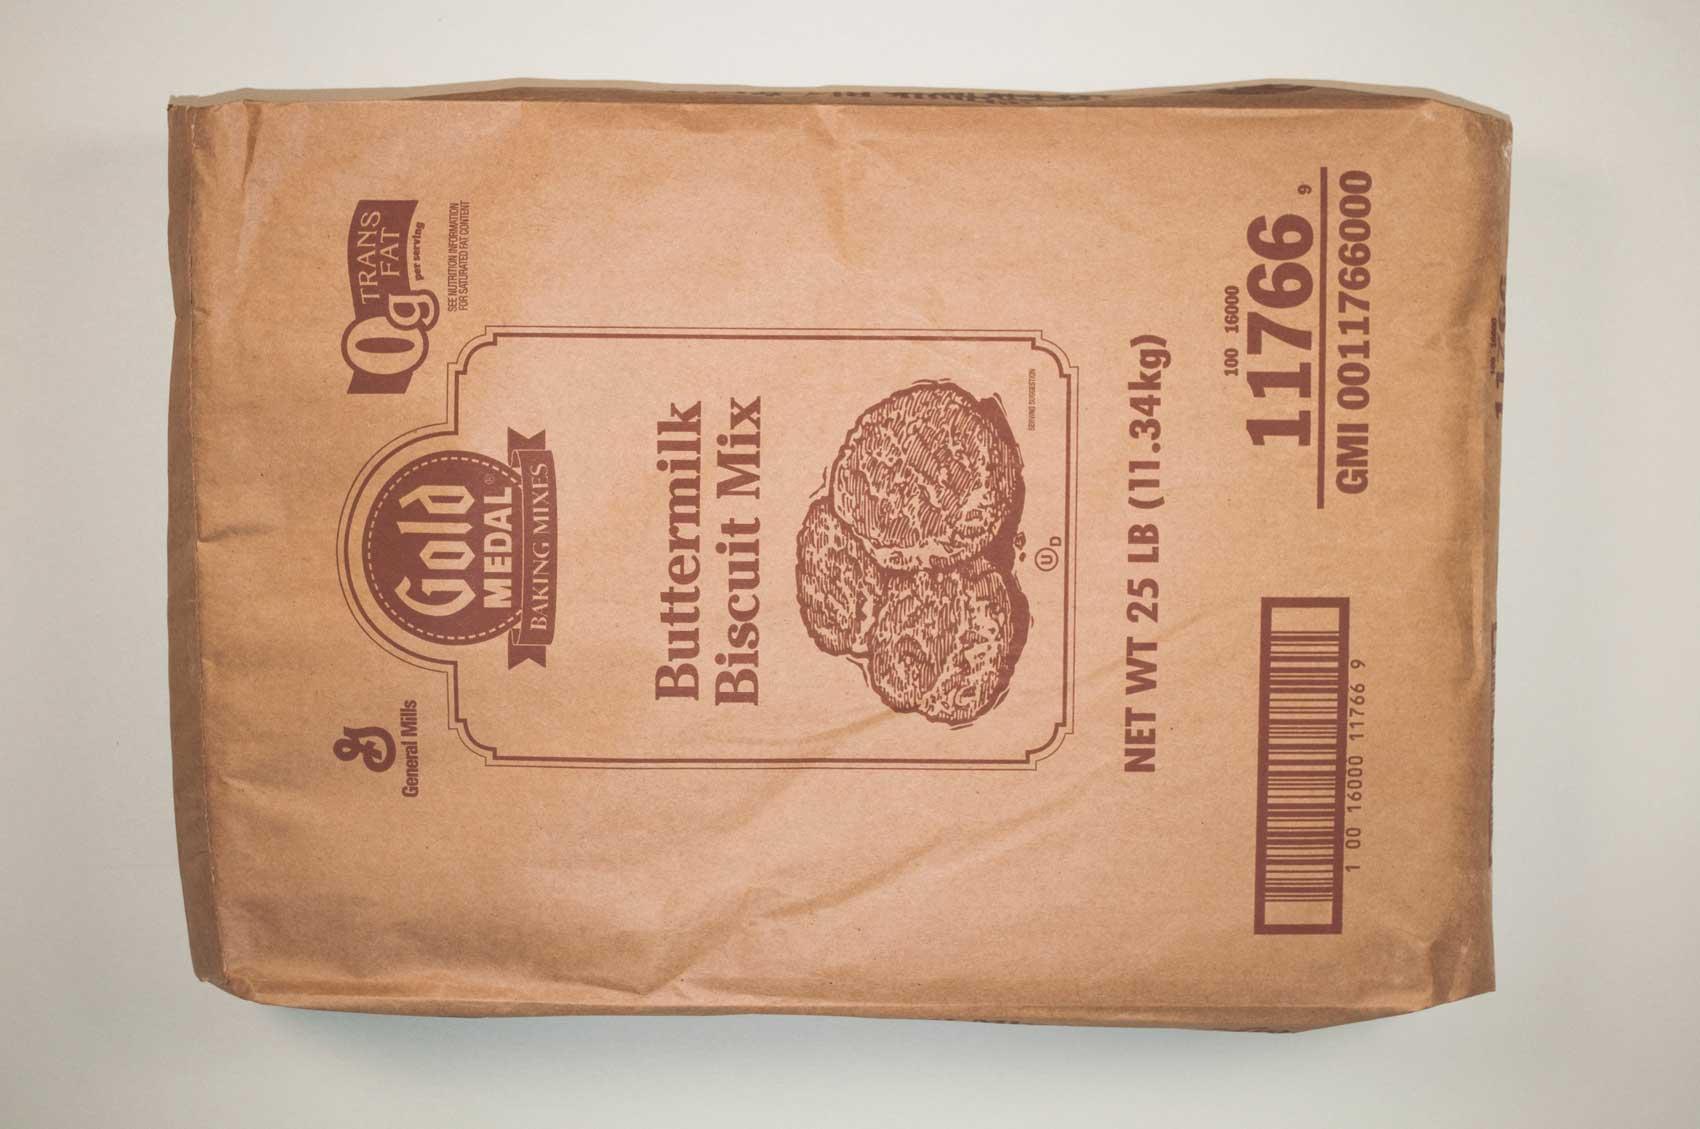 General Mills
0g TRANS
FAT
per serving
SEE NUTRITION INFORMATION
FOR SATURATED FAT CONTENT
Gold
MEDAL®
BAKING MIXES
Buttermilk
Biscuit Mix
SERVING SUGGESTION
U D
NET WT 25 LB (11.34kg)
1 00 16000 11766 9
100 16000
11766 9
GMI 0011766000